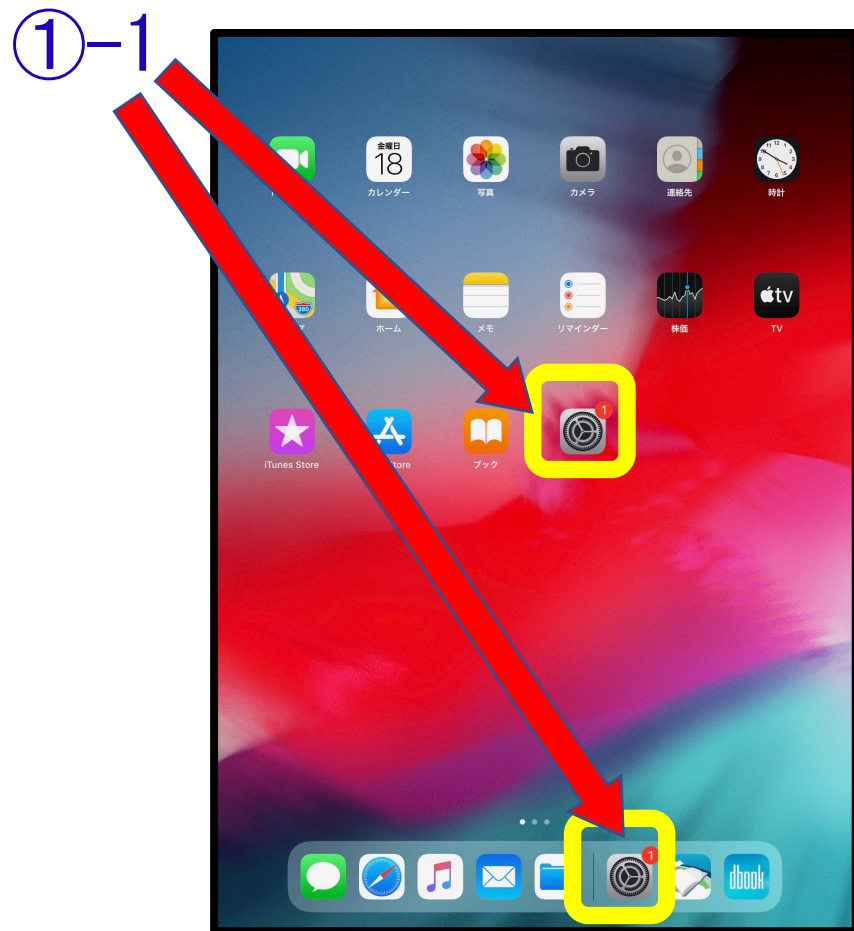 ①-1
金曜日
18
カレンダー
写真
カメラ
連絡先
12
時計
280
ホーム
メモ
リマインダー
株価
tv
TV
1
iTunes Store
ブック
1
dbook